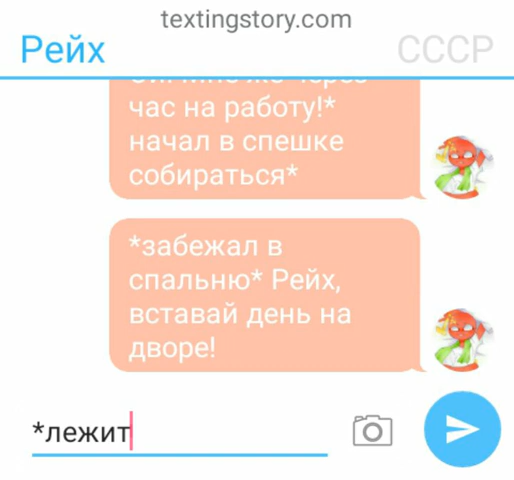 textingstory.com
Рейх
СССР
час на работу!*
начал в спешке
собираться*
*забежал в
спальню* Рейх,
вставай день на
дворе!
*лежит